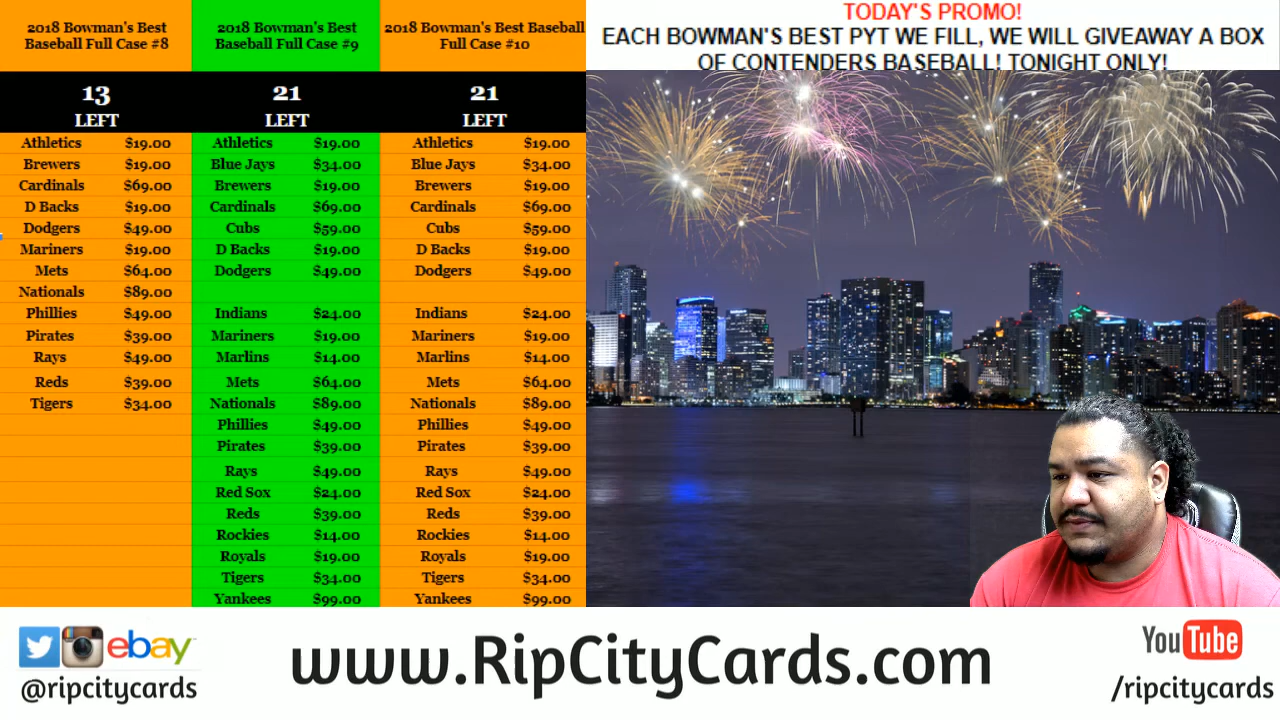 2018 Bowman's Best
Baseball Full Case #8
13
LEFT
Athletics $19.00
Brewers $19.00
Cardinals $69.00
D Backs $19.00
Dodgers $49.00
Mariners $19.00
Mets $64.00
Nationals $89.00
Phillies $49.00
Pirates $39.00
Rays $49.00
Reds $39.00
Tigers $34.00
2018 Bowman's Best
Baseball Full Case #9
21
LEFT
Athletics $19.00
Blue Jays $34.00
Brewers $19.00
Cardinals $69.00
Cubs $59.00
D Backs $19.00
Dodgers $49.00
Indians $24.00
Mariners $19.00
Marlins $14.00
Mets $64.00
Nationals $89.00
Phillies $49.00
Pirates $39.00
Rays $49.00
Red Sox $24.00
Reds $39.00
Rockies $14.00
Royals $19.00
Tigers $34.00
Yankees $99.00
2018 Bowman's Best Baseball
Full Case #10
21
LEFT
Athletics $19.00
Blue Jays $34.00
Brewers $19.00
Cardinals $69.00
Cubs $59.00
D Backs $19.00
Dodgers $49.00
Indians $24.00
Mariners $19.00
Marlins $14.00
Mets $64.00
Nationals $89.00
Phillies $49.00
Pirates $39.00
Rays $49.00
Red Sox $24.00
Reds $39.00
Rockies $14.00
Royals $19.00
Tigers $34.00
Yankees $99.00
TODAY'S PROMO!
EACH BOWMAN'S BEST PYT WE FILL, WE WILL GIVEAWAY A BOX
OF CONTENDERS BASEBALL! TONIGHT ONLY!
ebay
@ripcitycards
www.RipCityCards.com
YouTube
/ripcitycards